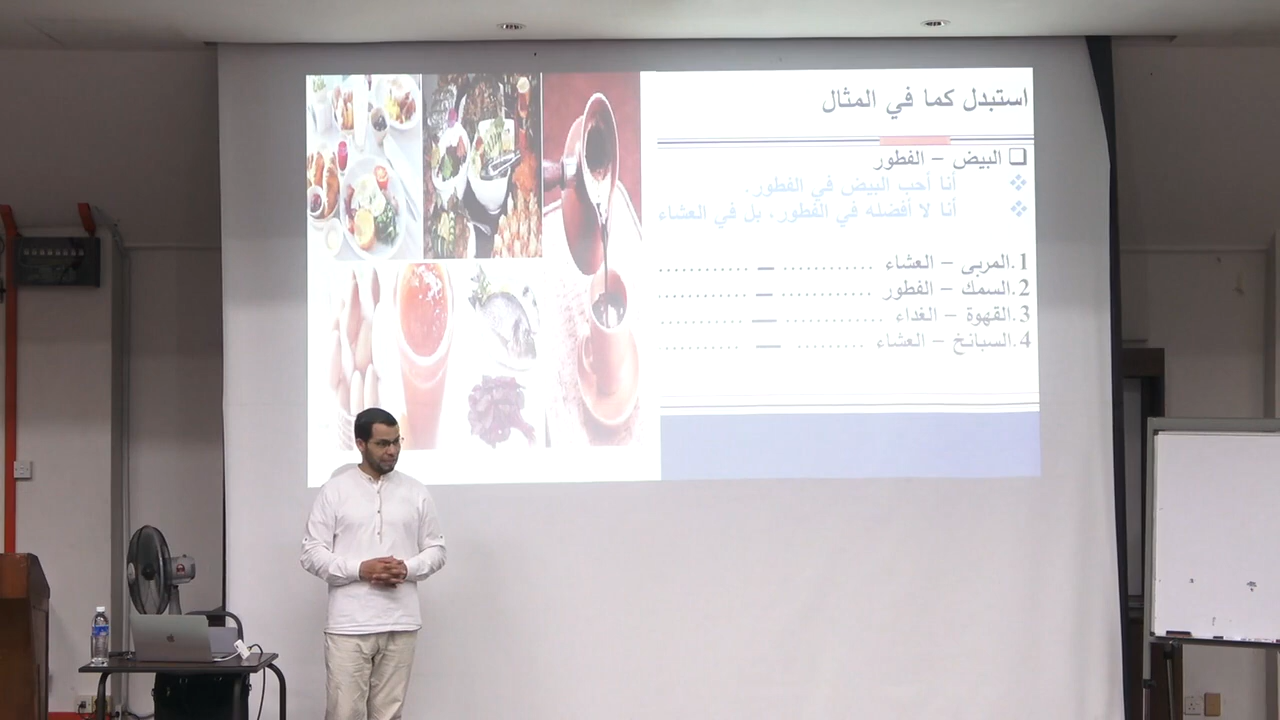 استبدل كما في المثال
❑ البيض – الفطور
❖ أنا أحب البيض في الفطور.
❖ أنا لا أفضله في الفطور، بل في العشاء
1.المربى – العشاء ............ – ............
2.السمك – الفطور ............ – ............
3.القهوة – الغداء ............ – ............
4.السبانخ – العشاء ............ – ............